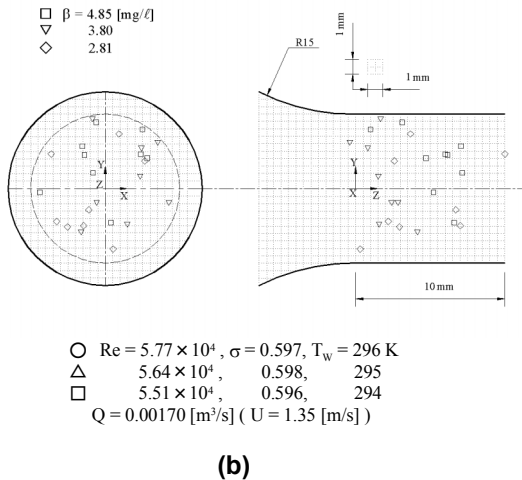 □ β = 4.85 [mg/ℓ]
▽ 3.80
◇ 2.81
R15
1 mm
1 mm
Y
Z
X
Y
X
Z
10 mm
○ Re = 5.77 × 10⁴ , σ = 0.597, T_W = 296 K
△ 5.64 × 10⁴ , 0.598, 295
□ 5.51 × 10⁴ , 0.596, 294
Q = 0.00170 [m³/s] ( U = 1.35 [m/s] )
(b)